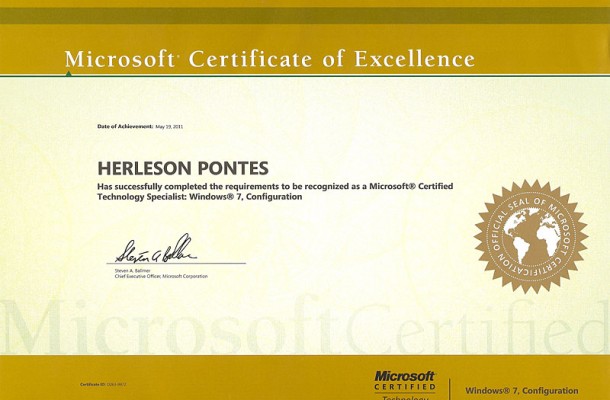 Microsoft® Certificate of Excellence
Date of Achievement: May 19, 2011
HERLESON PONTES
Has successfully completed the requirements to be recognized as a Microsoft® Certified
Technology Specialist: Windows® 7, Configuration
OFFICIAL SEAL OF MICROSOFT CERTIFICATION
Steven A. Ballmer
Steven A. Ballmer
Chief Executive Officer, Microsoft Corporation
Microsoft Certified
Certificate ID:
Microsoft
CERTIFIED
Technology
Windows® 7, Configuration